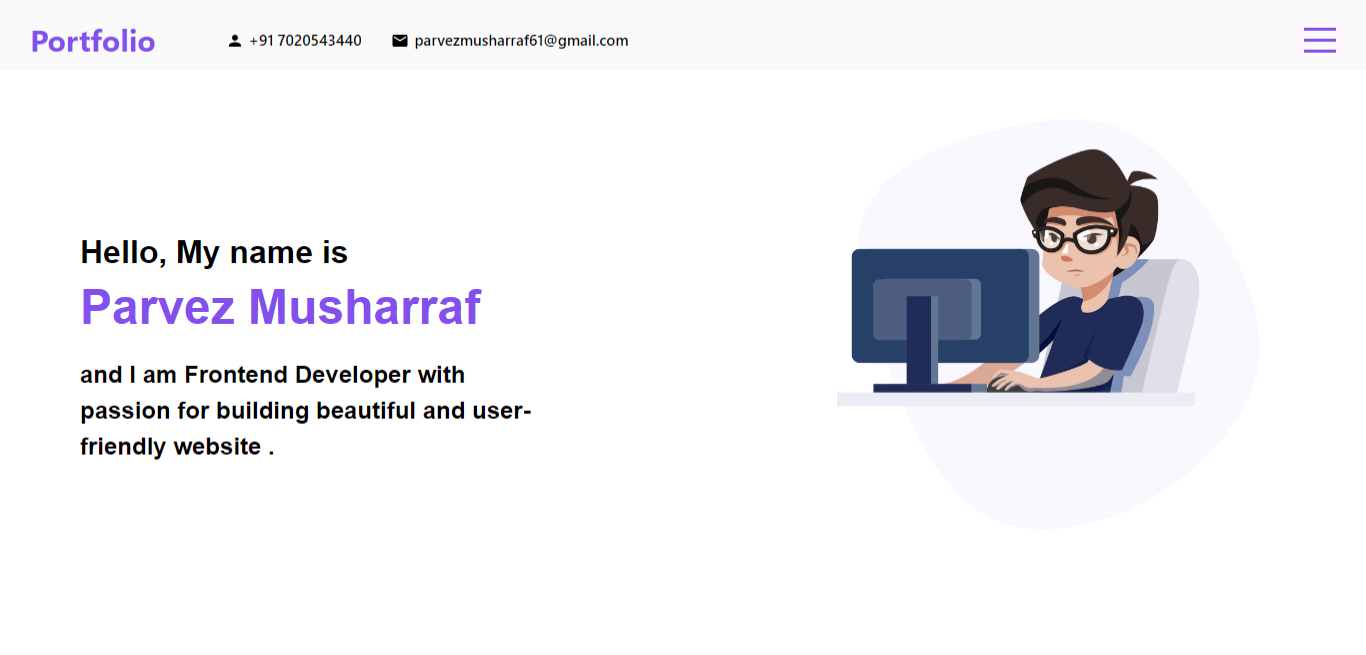 Portfolio
+91 7020543440
parvezmusharraf61@gmail.com
Hello, My name is
Parvez Musharraf
and I am Frontend Developer with
passion for building beautiful and user-
friendly website .